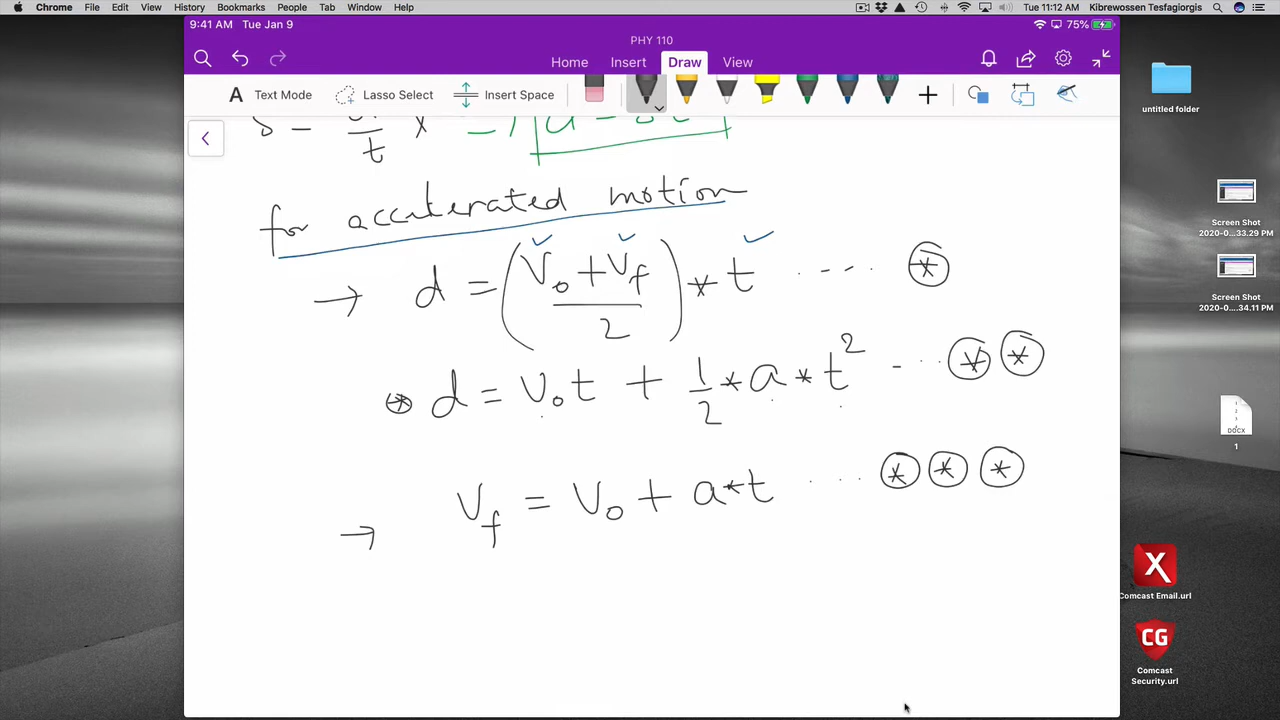 Chrome File Edit View History Bookmarks People Tab Window Help Tue 11:12 AM Kibrewossen Tesfagiorgis
9:41 AM Tue Jan 9 75%
PHY 110
Home Insert Draw View
A Text Mode Lasso Select Insert Space
t
for accelerated motion
→ d = (V₀ + V_f / 2) * t .... ⊛
⊛ d = v₀t + 1/2 * a * t² - .. ⊛ ⊛
→ V_f = V₀ + a*t .... ⊛ ⊛ ⊛
untitled folder
Screen Shot
2020-0....33.29 PM
Screen Shot
2020-0....34.11 PM
DOCX
1
X
Comcast Email.url
CG
Comcast
Security.url